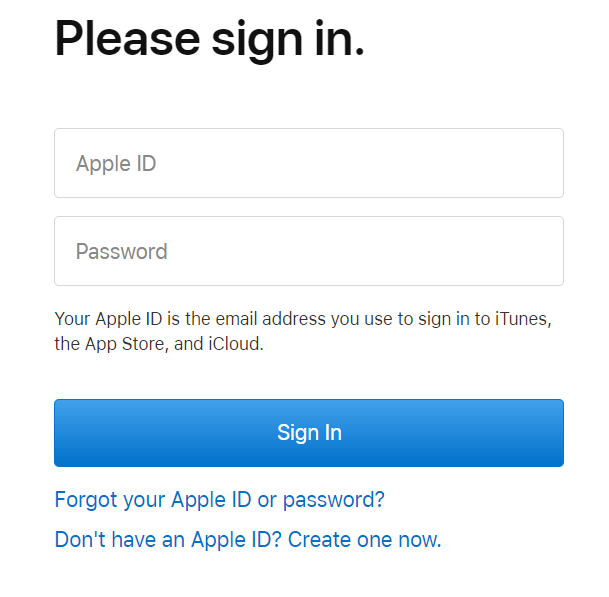 Please sign in.
Apple ID
Password
Your Apple ID is the email address you use to sign in to iTunes,
the App Store, and iCloud.
Sign In
Forgot your Apple ID or password?
Don't have an Apple ID? Create one now.